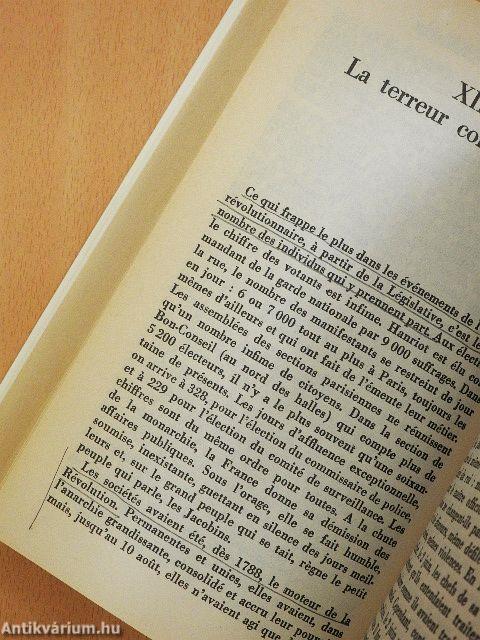 XI
La terreur co
Ce qui frappe le plus dans les événements de l
révolutionnaire, à partir de la Législative, c'est le
nombre des individus qui y prennent part. Aux élect
le chiffre des votants est infime. Henriot est élu com
mandant de la garde nationale par 9 000 suffrages. Dans
la rue, le nombre des manifestants se restreint de jour
en jour : 6 ou 7 000 tout au plus à Paris, toujours les
mêmes d'ailleurs et qui ont fait de l'émeute leur métier.
Les assemblées des sections parisiennes ne réunissent
qu'un nombre infime de citoyens. Dans la section de
Bon-Conseil (au nord des halles) qui compte plus de
5 200 électeurs, il n'y a le plus souvent qu'une soixan-
taine de présents. Les jours d'affluence exceptionnelle,
on arrive à 328, pour l'élection du commissaire de police,
et à 229 pour l'élection du comité de surveillance. Les
chiffres sont du même ordre pour toutes. A la chute
de la monarchie, la France donne sa démission des
affaires publiques. Sous l'orage, elle se fait humble,
soumise, inexistante, guettant en silence des jours meil-
leurs et, sur le grand peuple qui se tait, règne le petit
peuple qui parle, les Jacobins.
Les sociétés avaient été, dès 1788, le moteur de la
Révolution. Permanentes et unies, elles avaient, dans
l'anarchie grandissante, consolidé et accru leur pouv
mais, jusqu'au 10 août, elles n'avaient agi que
Antikvárium.hu